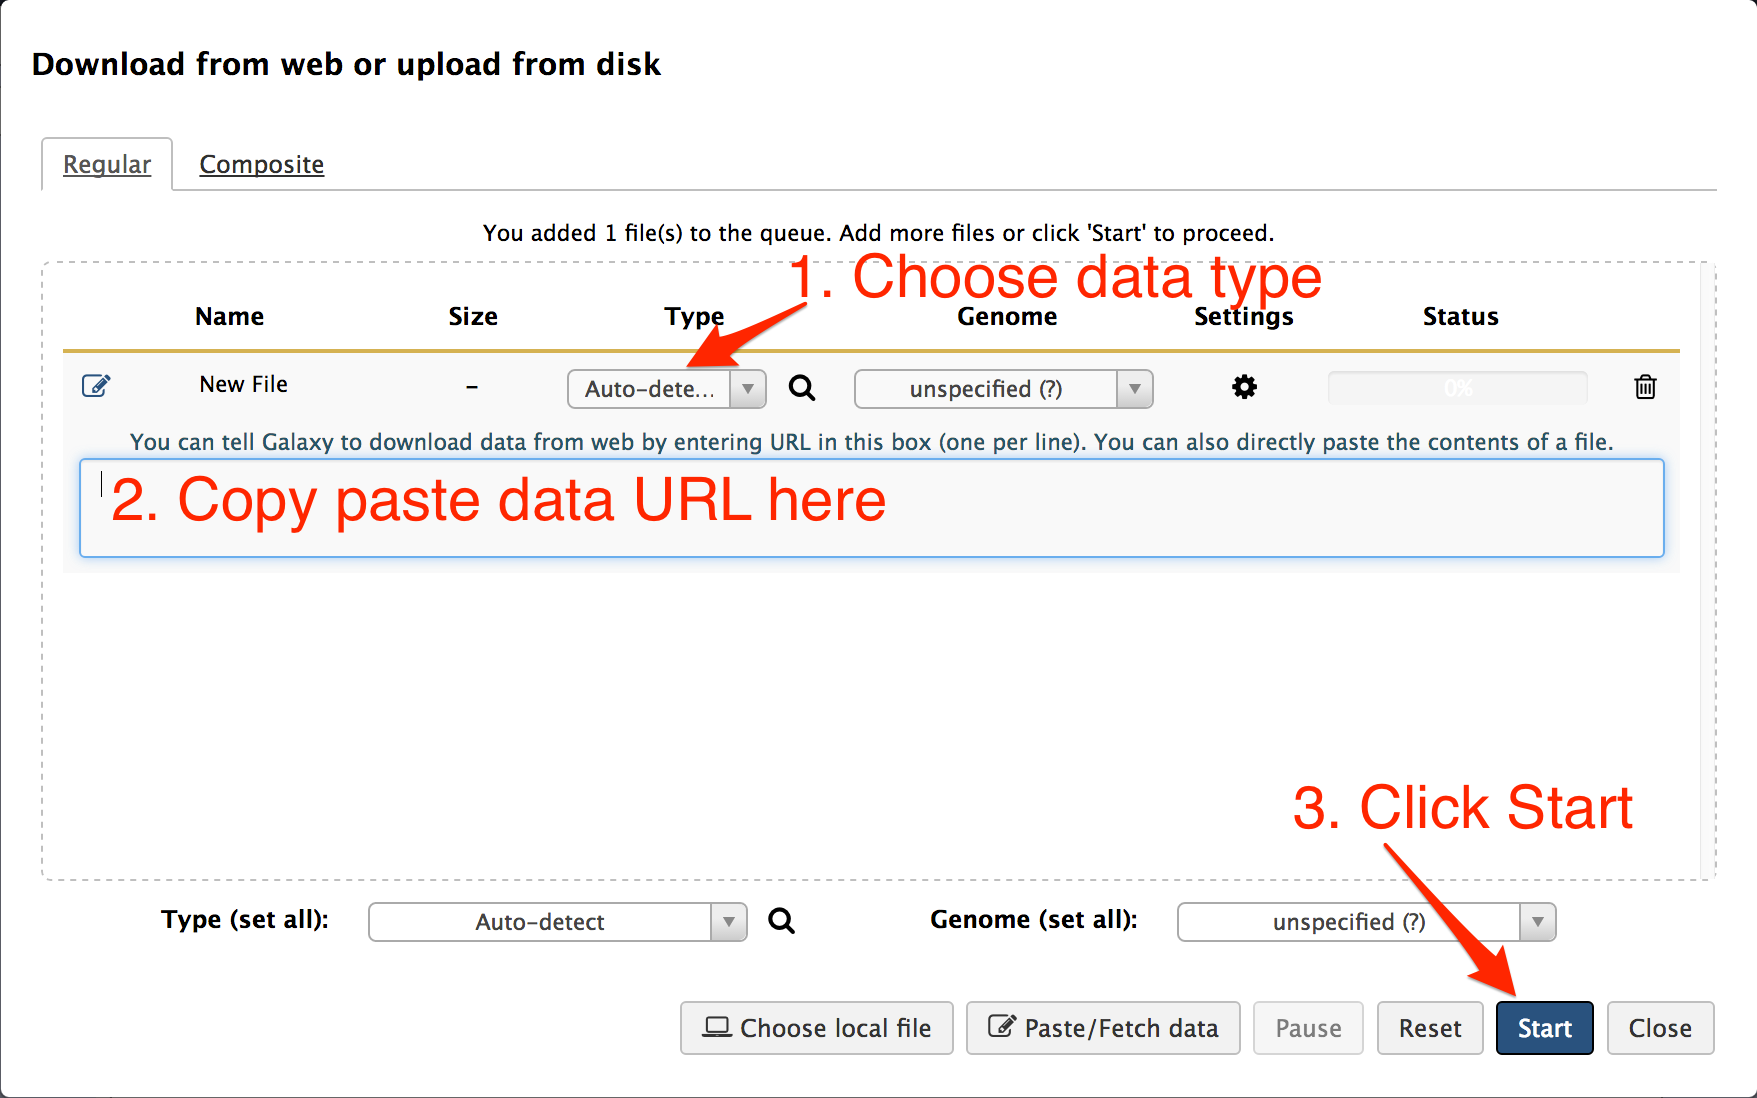 Download from web or upload from disk
Regular Composite
You added 1 file(s) to the queue. Add more files or click 'Start' to proceed.
1. Choose data type
Name Size Type Genome Settings Status
New File – Auto-dete... unspecified (?) 0%
You can tell Galaxy to download data from web by entering URL in this box (one per line). You can also directly paste the contents of a file.
2. Copy paste data URL here
3. Click Start
Type (set all): Auto-detect Genome (set all): unspecified (?)
Choose local file Paste/Fetch data Pause Reset Start Close